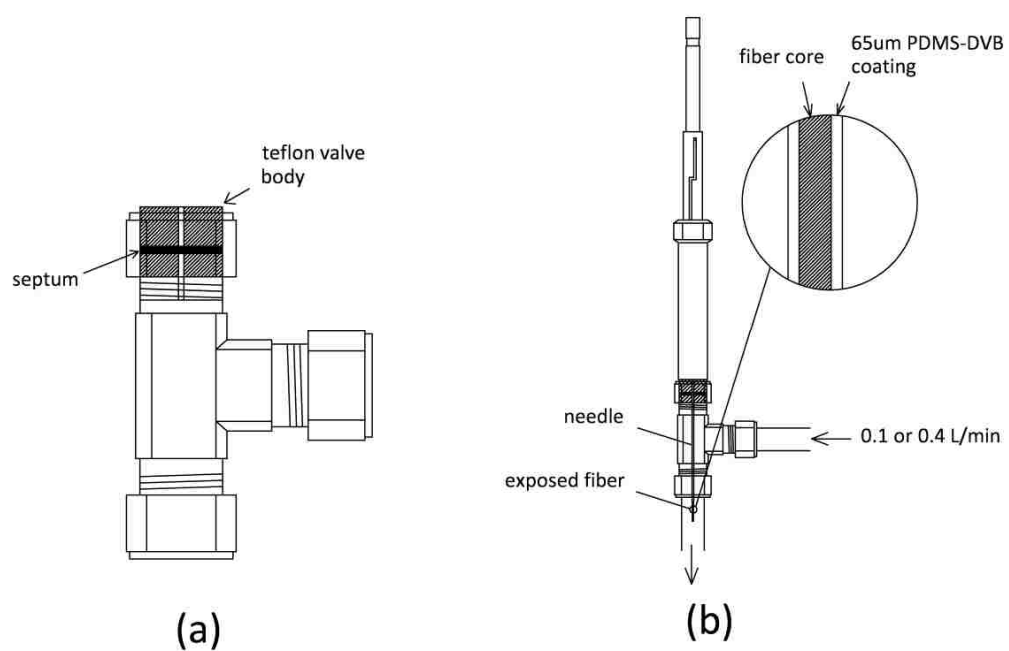 teflon valve
body
septum
(a)
fiber core
65um PDMS-DVB
coating
needle
0.1 or 0.4 L/min
exposed fiber
(b)